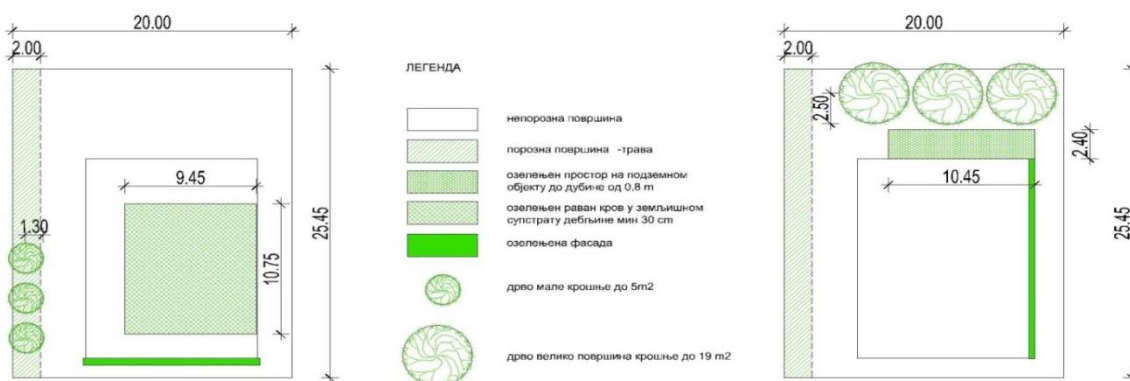 20.00
2.00
9.45
10.75
1.30
25.45
ЛЕГЕНДА
непорозна површина
порозна површина -трава
озелењен простор на подземном
објекту до дубине од 0,8 m
озелењен раван кров у земљишном
супстрату дебљине мин 30 cm
озелењена фасада
дрво мале крошње до 5m2
дрво велико површина крошње до 19 m2
20.00
2.00
2.50
2.40
10.45
25.45